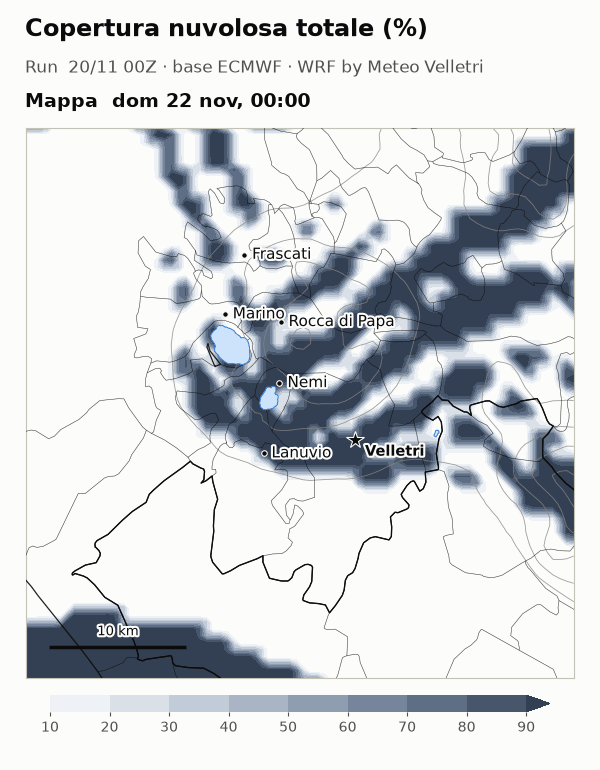 Copertura nuvolosa totale (%)
Run  20/11 00Z · base ECMWF · WRF by Meteo Velletri
Mappa  dom 22 nov, 00:00
Frascati
Marino
Rocca di Papa
Nemi
Velletri
Lanuvio
10 km
10 20 30 40 50 60 70 80 90